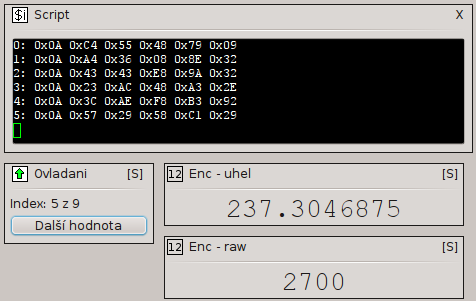 $i Script X
0: 0x0A 0xC4 0x55 0x48 0x79 0x09
1: 0x0A 0xA4 0x36 0x08 0x8E 0x32
2: 0x0A 0x43 0x43 0xE8 0x9A 0x32
3: 0x0A 0x23 0xAC 0x48 0xA3 0x2E
4: 0x0A 0x3C 0xAE 0xF8 0xB3 0x92
5: 0x0A 0x57 0x29 0x58 0xC1 0x29
Ovladani [S]
Index: 5 z 9
Další hodnota
12 Enc - uhel [S]
237.3046875
12 Enc - raw [S]
2700